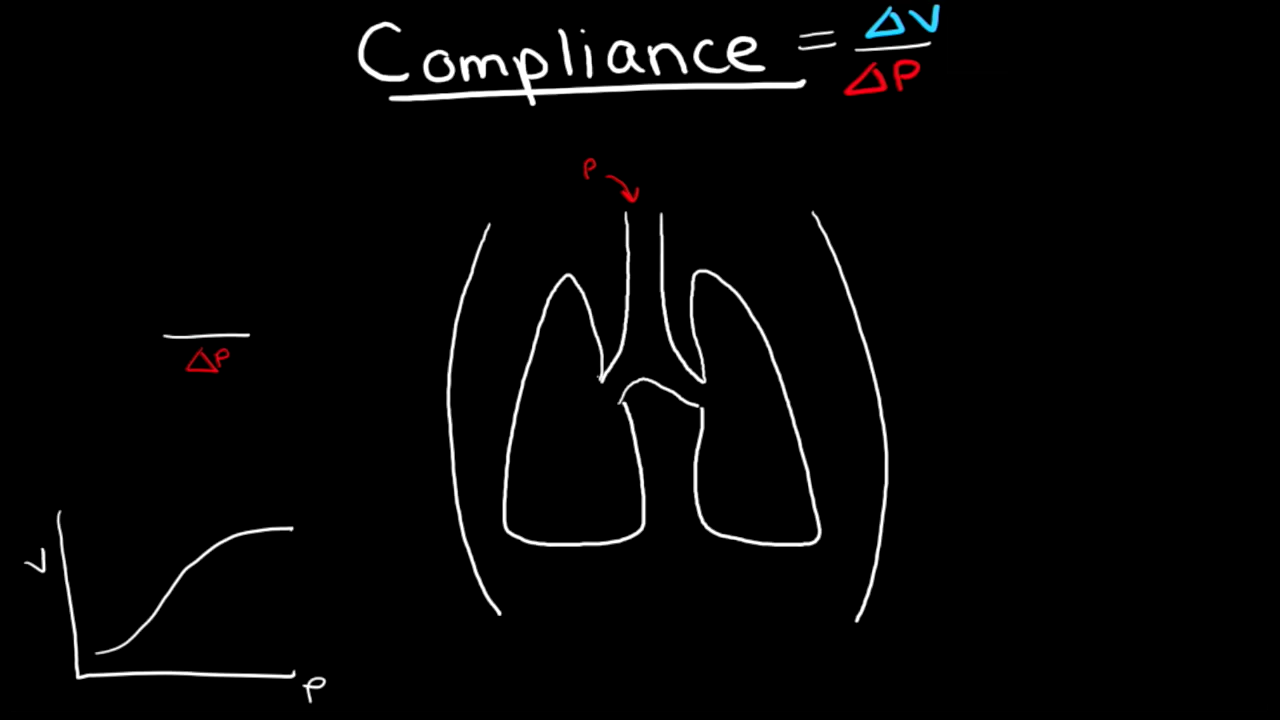 Compliance = ΔV
ΔP
P
ΔP
V
P